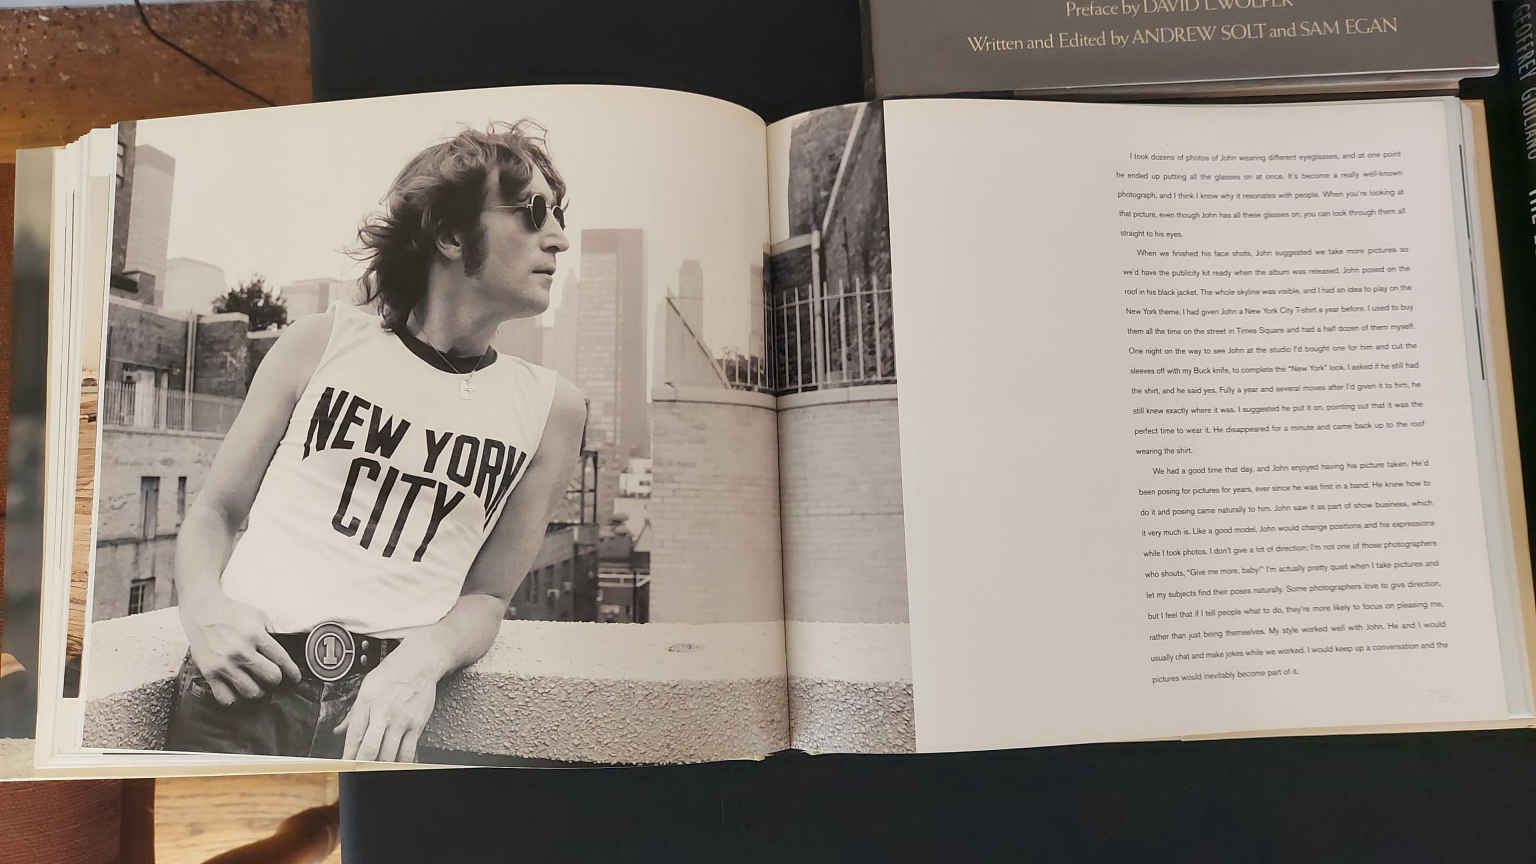 Preface by DAVID L. WOLPER
Written and Edited by ANDREW SOLT and SAM EGAN
NEW YORK
CITY
1
I took dozens of photos of John wearing different eyeglasses, and at one point
he ended up putting all the glasses on at once. It's become a really well-known
photograph, and I think I know why it resonates with people. When you're looking at
that picture, even though John has all these glasses on, you can look through them all
straight to his eyes.
When we finished his face shots, John suggested we take more pictures so
we'd have the publicity kit ready when the album was released. John posed on the
roof in his black jacket. The whole skyline was visible, and I had an idea to play on the
New York theme. I had given John a New York City T-shirt a year before. I used to buy
them all the time on the street in Times Square and had a half dozen of them myself.
One night on the way to see John at the studio I'd bought one for him and cut the
sleeves off with my Buck knife, to complete the "New York" look. I asked if he still had
the shirt, and he said yes. Fully a year and several moves after I'd given it to him, he
still knew exactly where it was. I suggested he put it on, pointing out that it was the
perfect time to wear it. He disappeared for a minute and came back up to the roof
wearing the shirt.
We had a good time that day, and John enjoyed having his picture taken. He'd
been posing for pictures for years, ever since he was first in a band. He knew how to
do it and posing came naturally to him. John saw it as part of show business, which
it very much is. Like a good model, John would change positions and his expressions
while I took photos. I don't give a lot of direction; I'm not one of those photographers
who shouts, "Give me more, baby!" I'm actually pretty quiet when I take pictures and
let my subjects find their poses naturally. Some photographers love to give direction,
but I feel that if I tell people what to do, they're more likely to focus on pleasing me,
rather than just being themselves. My style worked well with John. He and I would
usually chat and make jokes while we worked. I would keep up a conversation and the
pictures would inevitably become part of it.
GEOFFREY GIULIANO